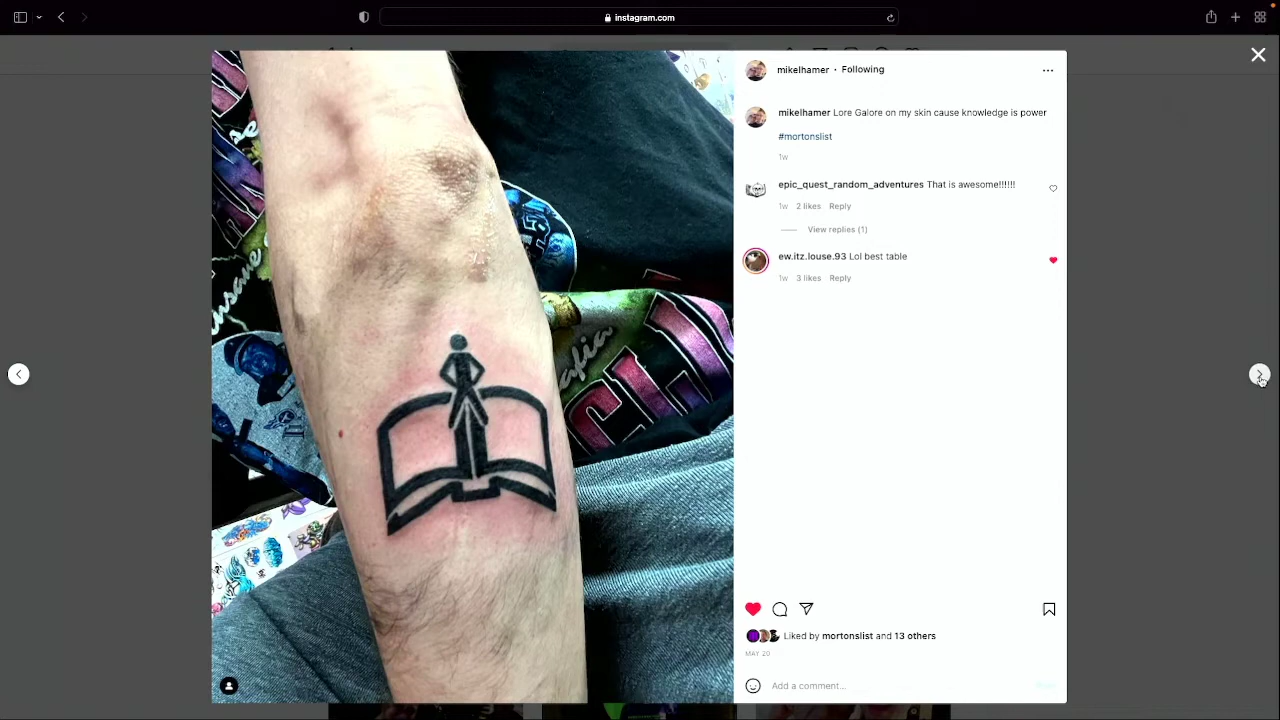 instagram.com
mikelhamer • Following
mikelhamer Lore Galore on my skin cause knowledge is power
#mortonslist
1w
epic_quest_random_adventures That is awesome!!!!!!
1w 2 likes Reply
View replies (1)
ew.itz.louse.93 Lol best table
1w 3 likes Reply
Liked by mortonslist and 13 others
MAY 20
Add a comment...